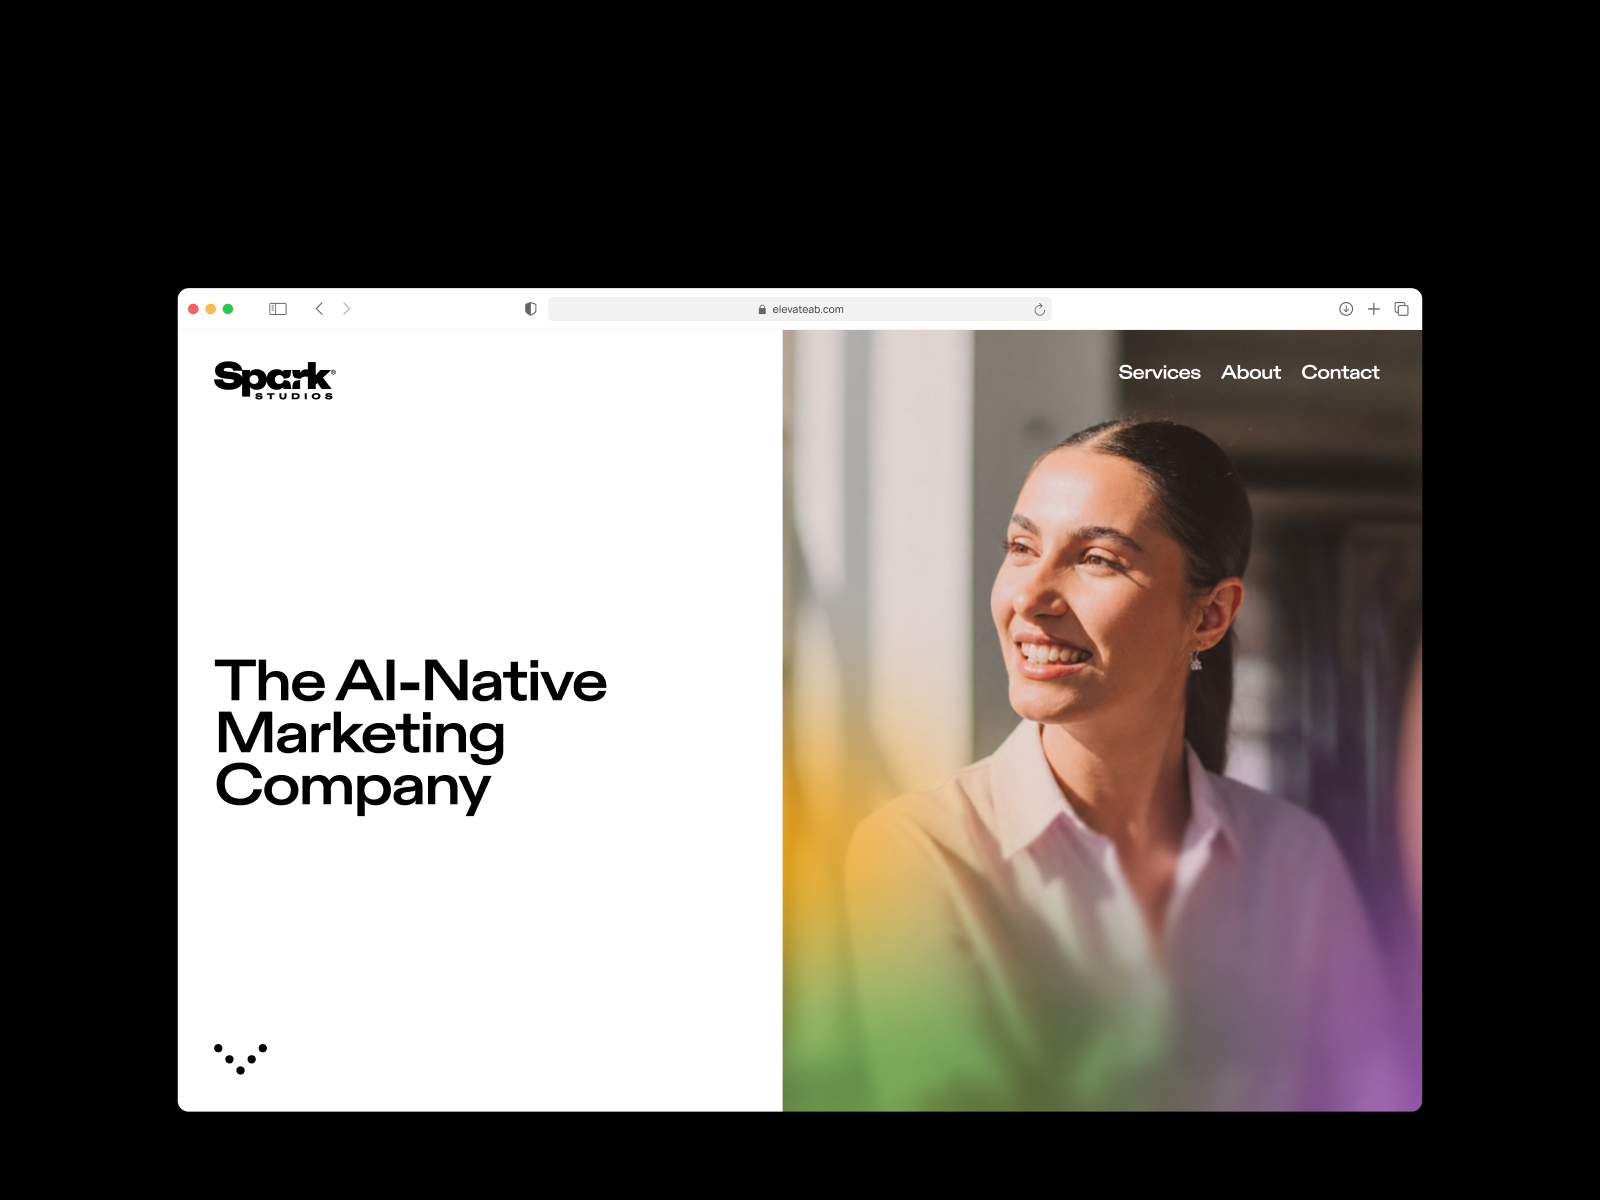 elevateab.com
Spark®
STUDIOS
Services About Contact
The AI-Native
Marketing
Company